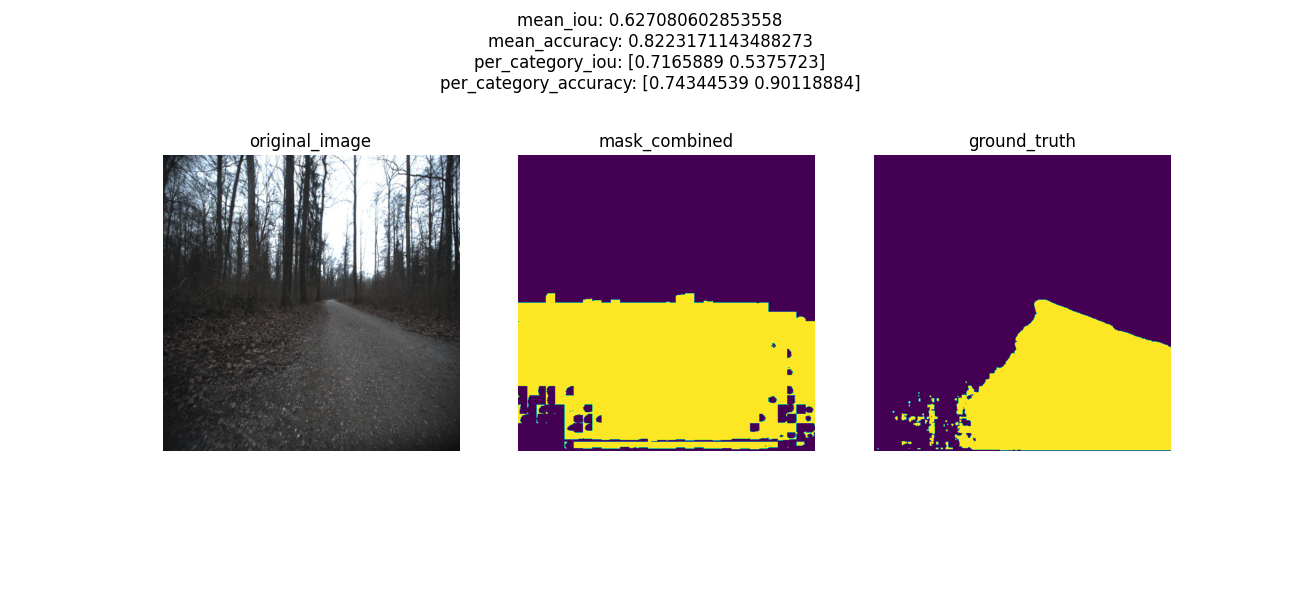 mean_iou: 0.627080602853558
mean_accuracy: 0.8223171143488273
per_category_iou: [0.7165889 0.5375723]
per_category_accuracy: [0.74344539 0.90118884]
original_image
mask_combined
ground_truth